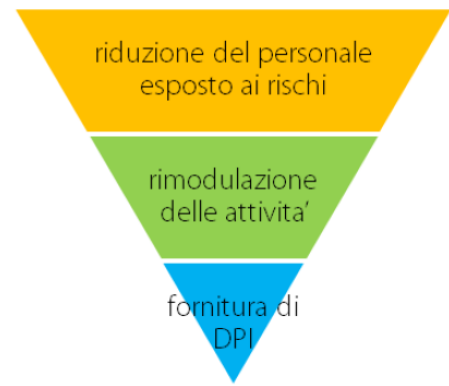 riduzione del personale
esposto ai rischi
rimodulazione
delle attivita’
fornitura di
DPI